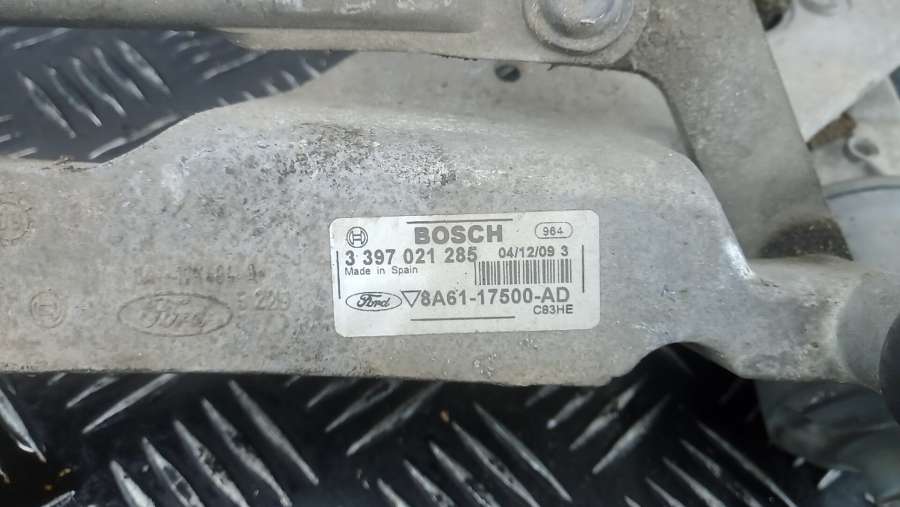 BOSCH
964
3 397 021 285
04/12/09 3
Made in Spain
Ford
8A61-17500-AD
C83HE
Ford